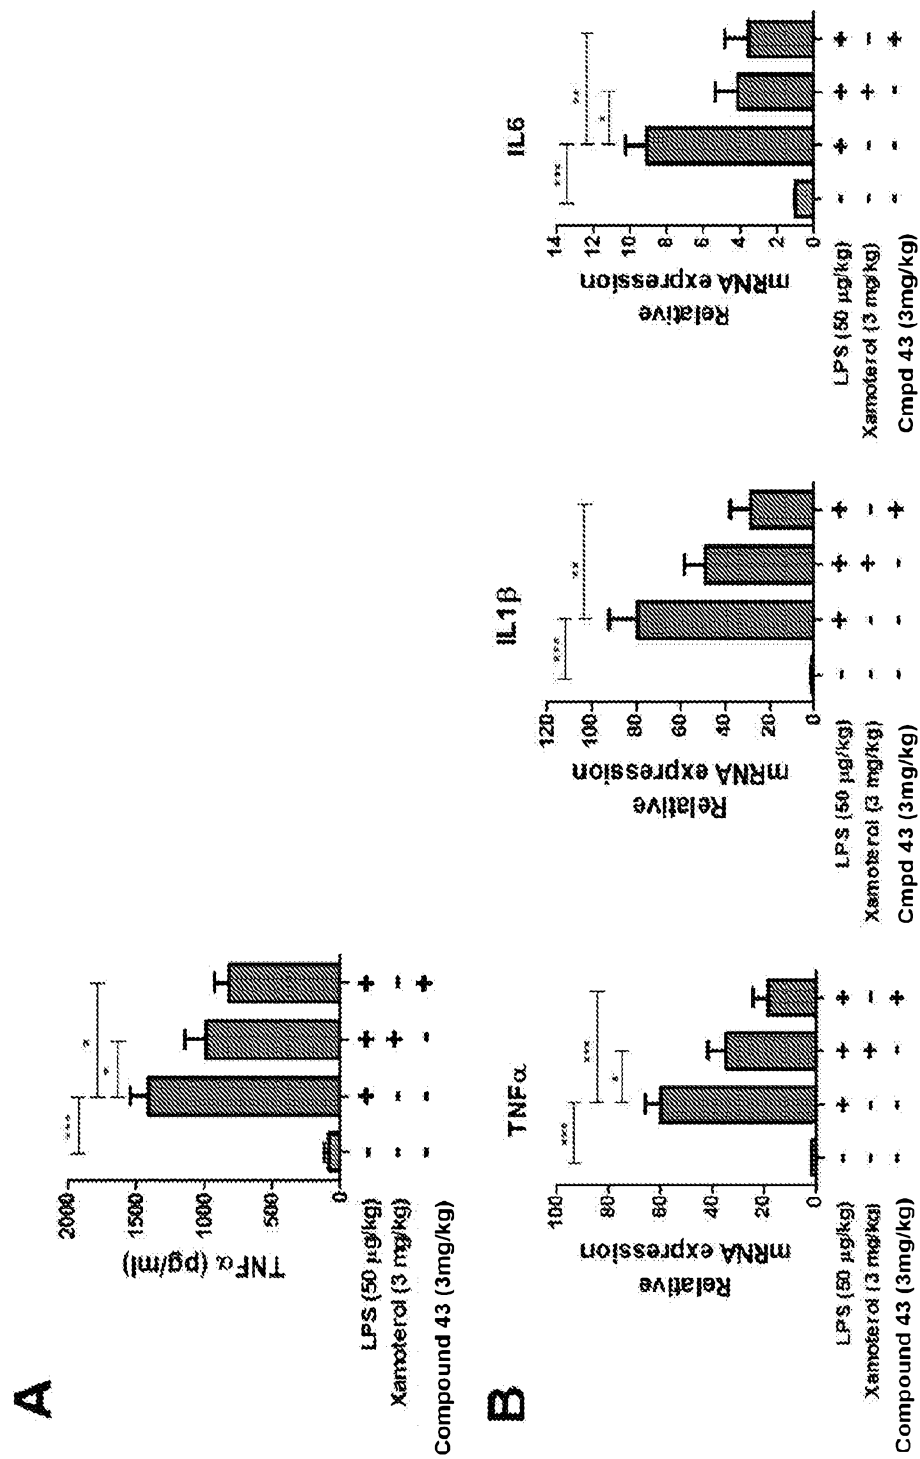 A
TNFα (pg/ml)
2000
1500
1000
500
0
***
*
*
LPS (50 µg/kg) - + + +
Xamoterol (3 mg/kg) - - + -
Compound 43 (3mg/kg) - - - +
B
TNFα
Relative
mRNA expression
100
80
60
40
20
0
***
***
*
LPS (50 µg/kg) - + + +
Xamoterol (3 mg/kg) - - + -
Compound 43 (3mg/kg) - - - +
IL1β
Relative
mRNA expression
120
100
80
60
40
20
0
***
**
LPS (50 µg/kg) - + + +
Xamoterol (3 mg/kg) - - + -
Cmpd 43 (3mg/kg) - - - +
IL6
Relative
mRNA expression
14
12
10
8
6
4
2
0
***
**
*
LPS (50 µg/kg) - + + +
Xamoterol (3 mg/kg) - - + -
Cmpd 43 (3mg/kg) - - - +